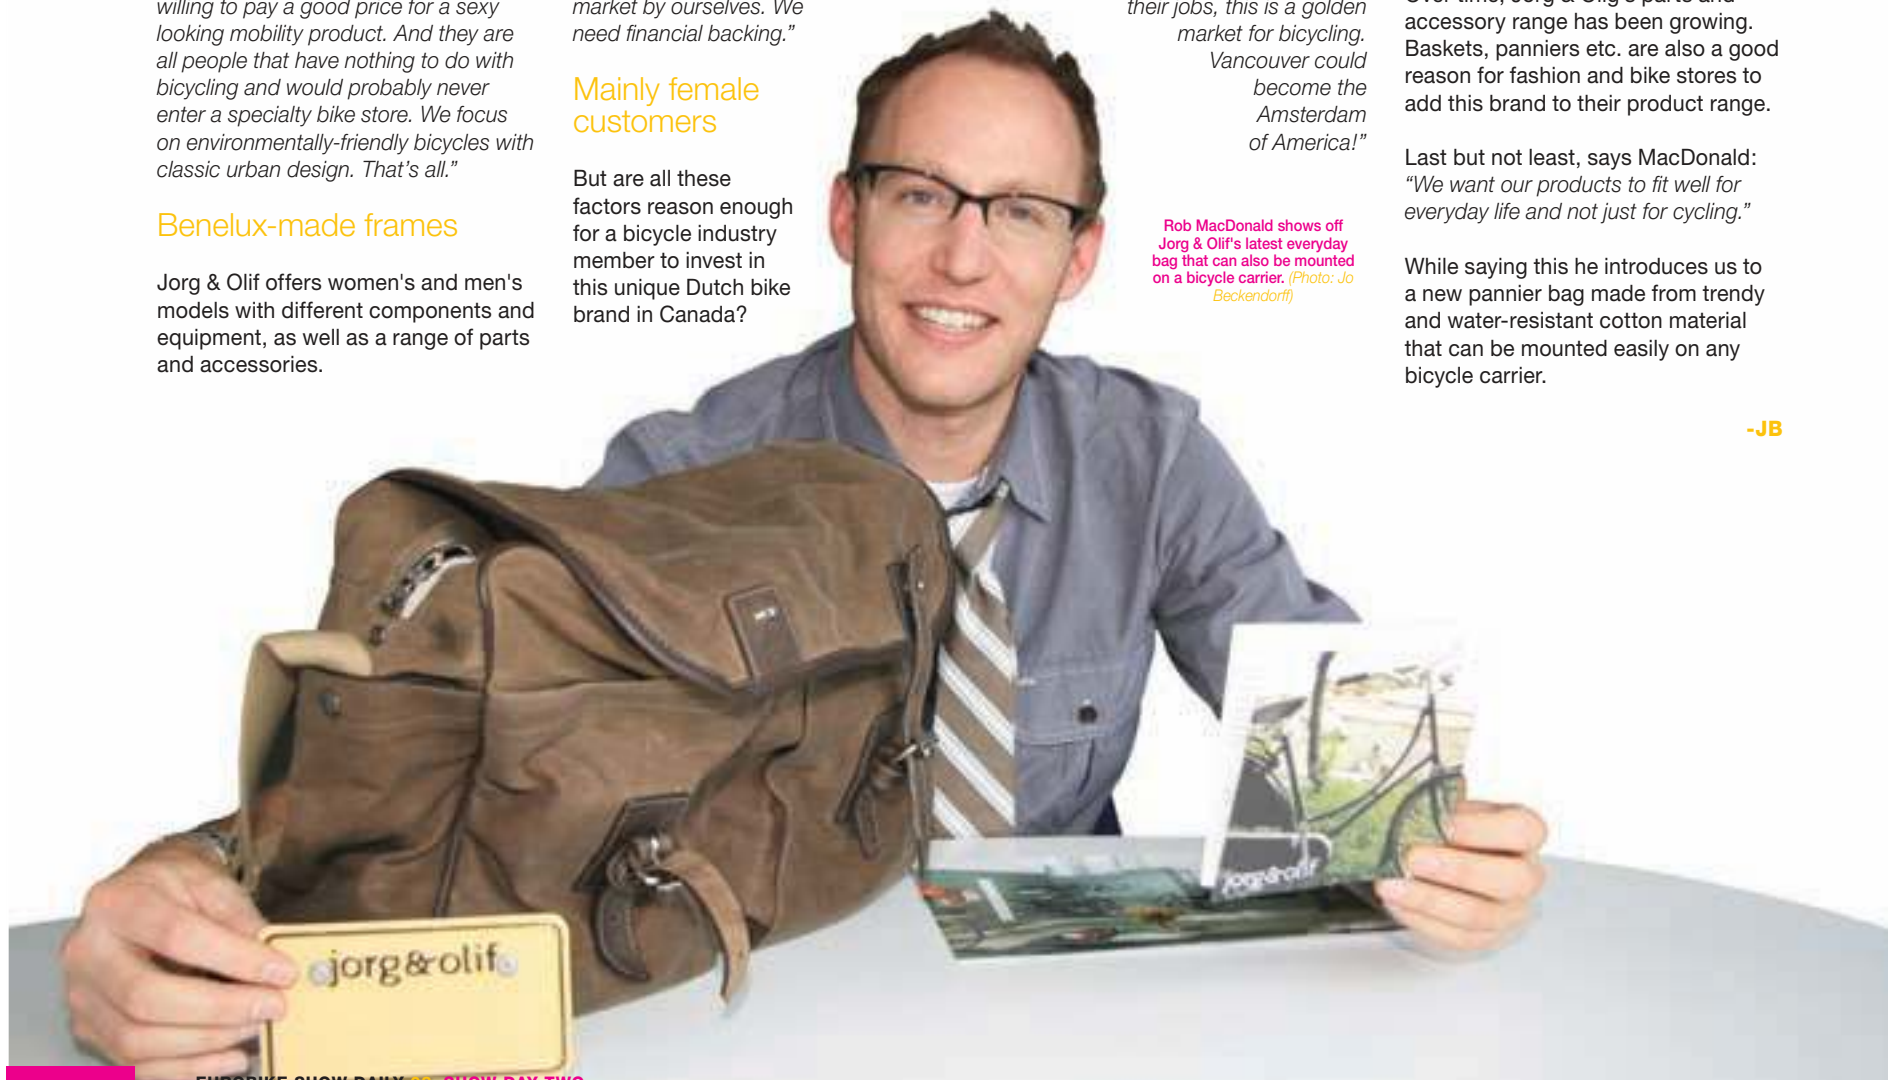 willing to pay a good price for a sexy
looking mobility product. And they are
all people that have nothing to do with
bicycling and would probably never
enter a specialty bike store. We focus
on environmentally-friendly bicycles with
classic urban design. That's all.”
Benelux-made frames
Jorg & Olif offers women's and men's
models with different components and
equipment, as well as a range of parts
and accessories.
market by ourselves. We
need financial backing.”
Mainly female
customers
But are all these
factors reason enough
for a bicycle industry
member to invest in
this unique Dutch bike
brand in Canada?
their jobs, this is a golden
market for bicycling.
Vancouver could
become the
Amsterdam
of America!”
Rob MacDonald shows off
Jorg & Olif's latest everyday
bag that can also be mounted
on a bicycle carrier. (Photo: Jo
Beckendorff)
accessory range has been growing.
Baskets, panniers etc. are also a good
reason for fashion and bike stores to
add this brand to their product range.
Last but not least, says MacDonald:
“We want our products to fit well for
everyday life and not just for cycling.”
While saying this he introduces us to
a new pannier bag made from trendy
and water-resistant cotton material
that can be mounted easily on any
bicycle carrier.
-JB
jorg&olif
jorg&olif
EUROBIKE SHOW DAILY SHOW DAY TWO